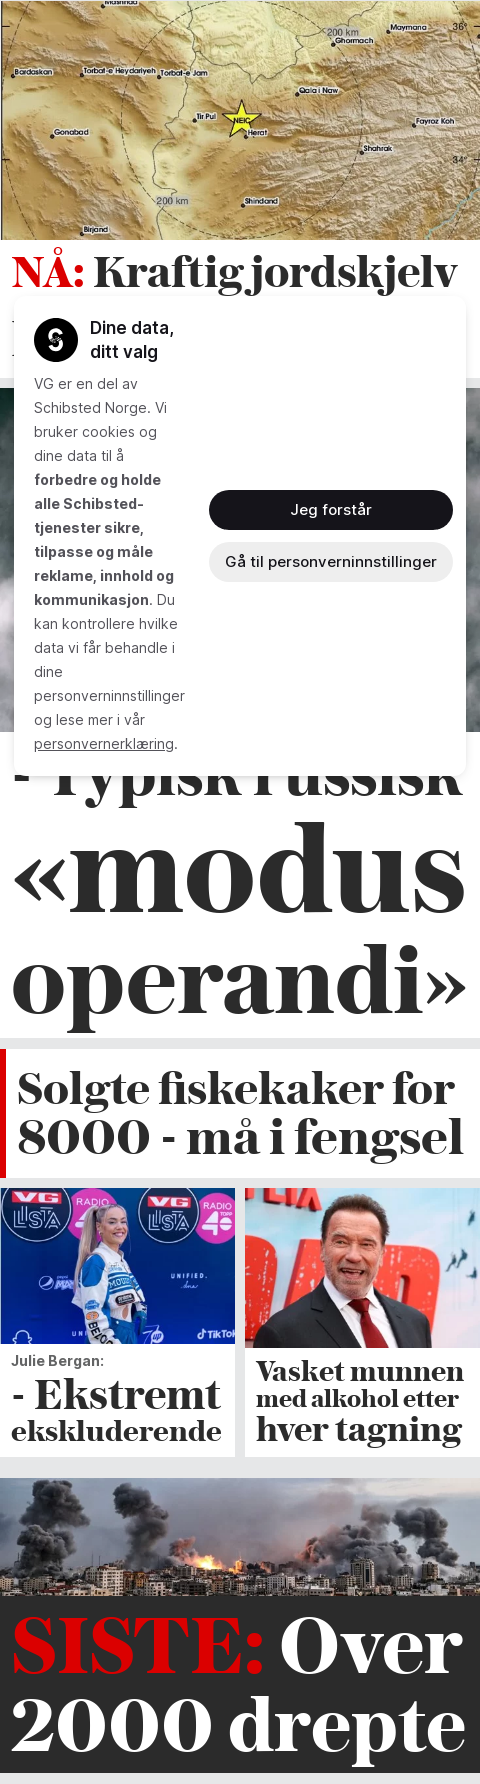 Mashhad
200 km
Maymana
36°
Ghormach
Bardaskan
Torbat-e Heydariyeh
Torbat-e Jam
Qala i Naw
Tir Pul
NEIC
Herat
Gonabad
Fayroz Koh
Shahrak
34°
200 km
Shindand
Birjand
NÅ: Kraftig jordskjelv
Dine data,
ditt valg
VG er en del av
Schibsted Norge. Vi
bruker cookies og
dine data til å
forbedre og holde
alle Schibsted-
tjenester sikre,
tilpasse og måle
reklame, innhold og
kommunikasjon. Du
kan kontrollere hvilke
data vi får behandle i
dine
personverninnstillinger
og lese mer i vår
personvernerklæring.
Jeg forstår
Gå til personverninnstillinger
- Typisk russisk
«modus
operandi»
Solgte fiskekaker for
8000 - må i fengsel
VG
LISTA
RADIO
TOPP
40
VG
LISTA
RADIO
TOPP
40
UNIFIED.
TikTok
Julie Bergan:
- Ekstremt
ekskluderende
Vasket munnen
med alkohol etter
hver tagning
SISTE: Over
2000 drepte